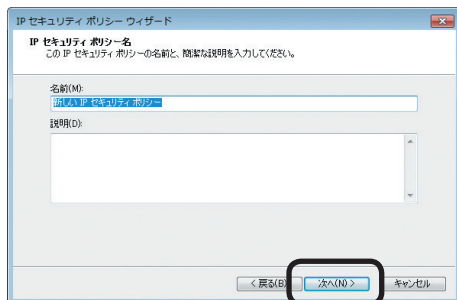 IP セキュリティ ポリシー ウィザード
IP セキュリティ ポリシー名
この IP セキュリティ ポリシーの名前と、簡潔な説明を入力してください。
名前(M):
新しい IP セキュリティ ポリシー
説明(D):
< 戻る(B)
次へ(N) >
キャンセル